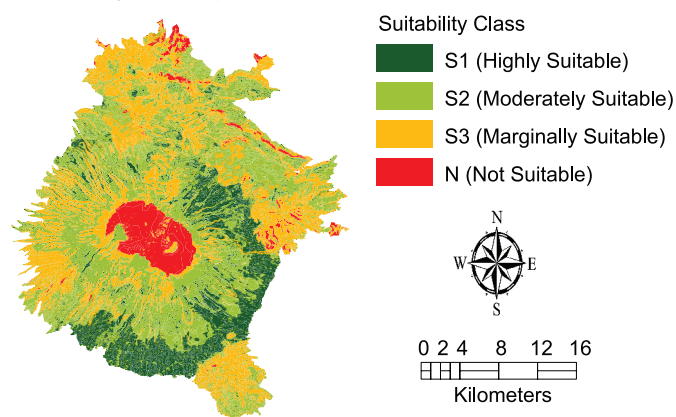 Suitability Class
S1 (Highly Suitable)
S2 (Moderately Suitable)
S3 (Marginally Suitable)
N (Not Suitable)
N
W E
S
0 2 4 8 12 16
Kilometers